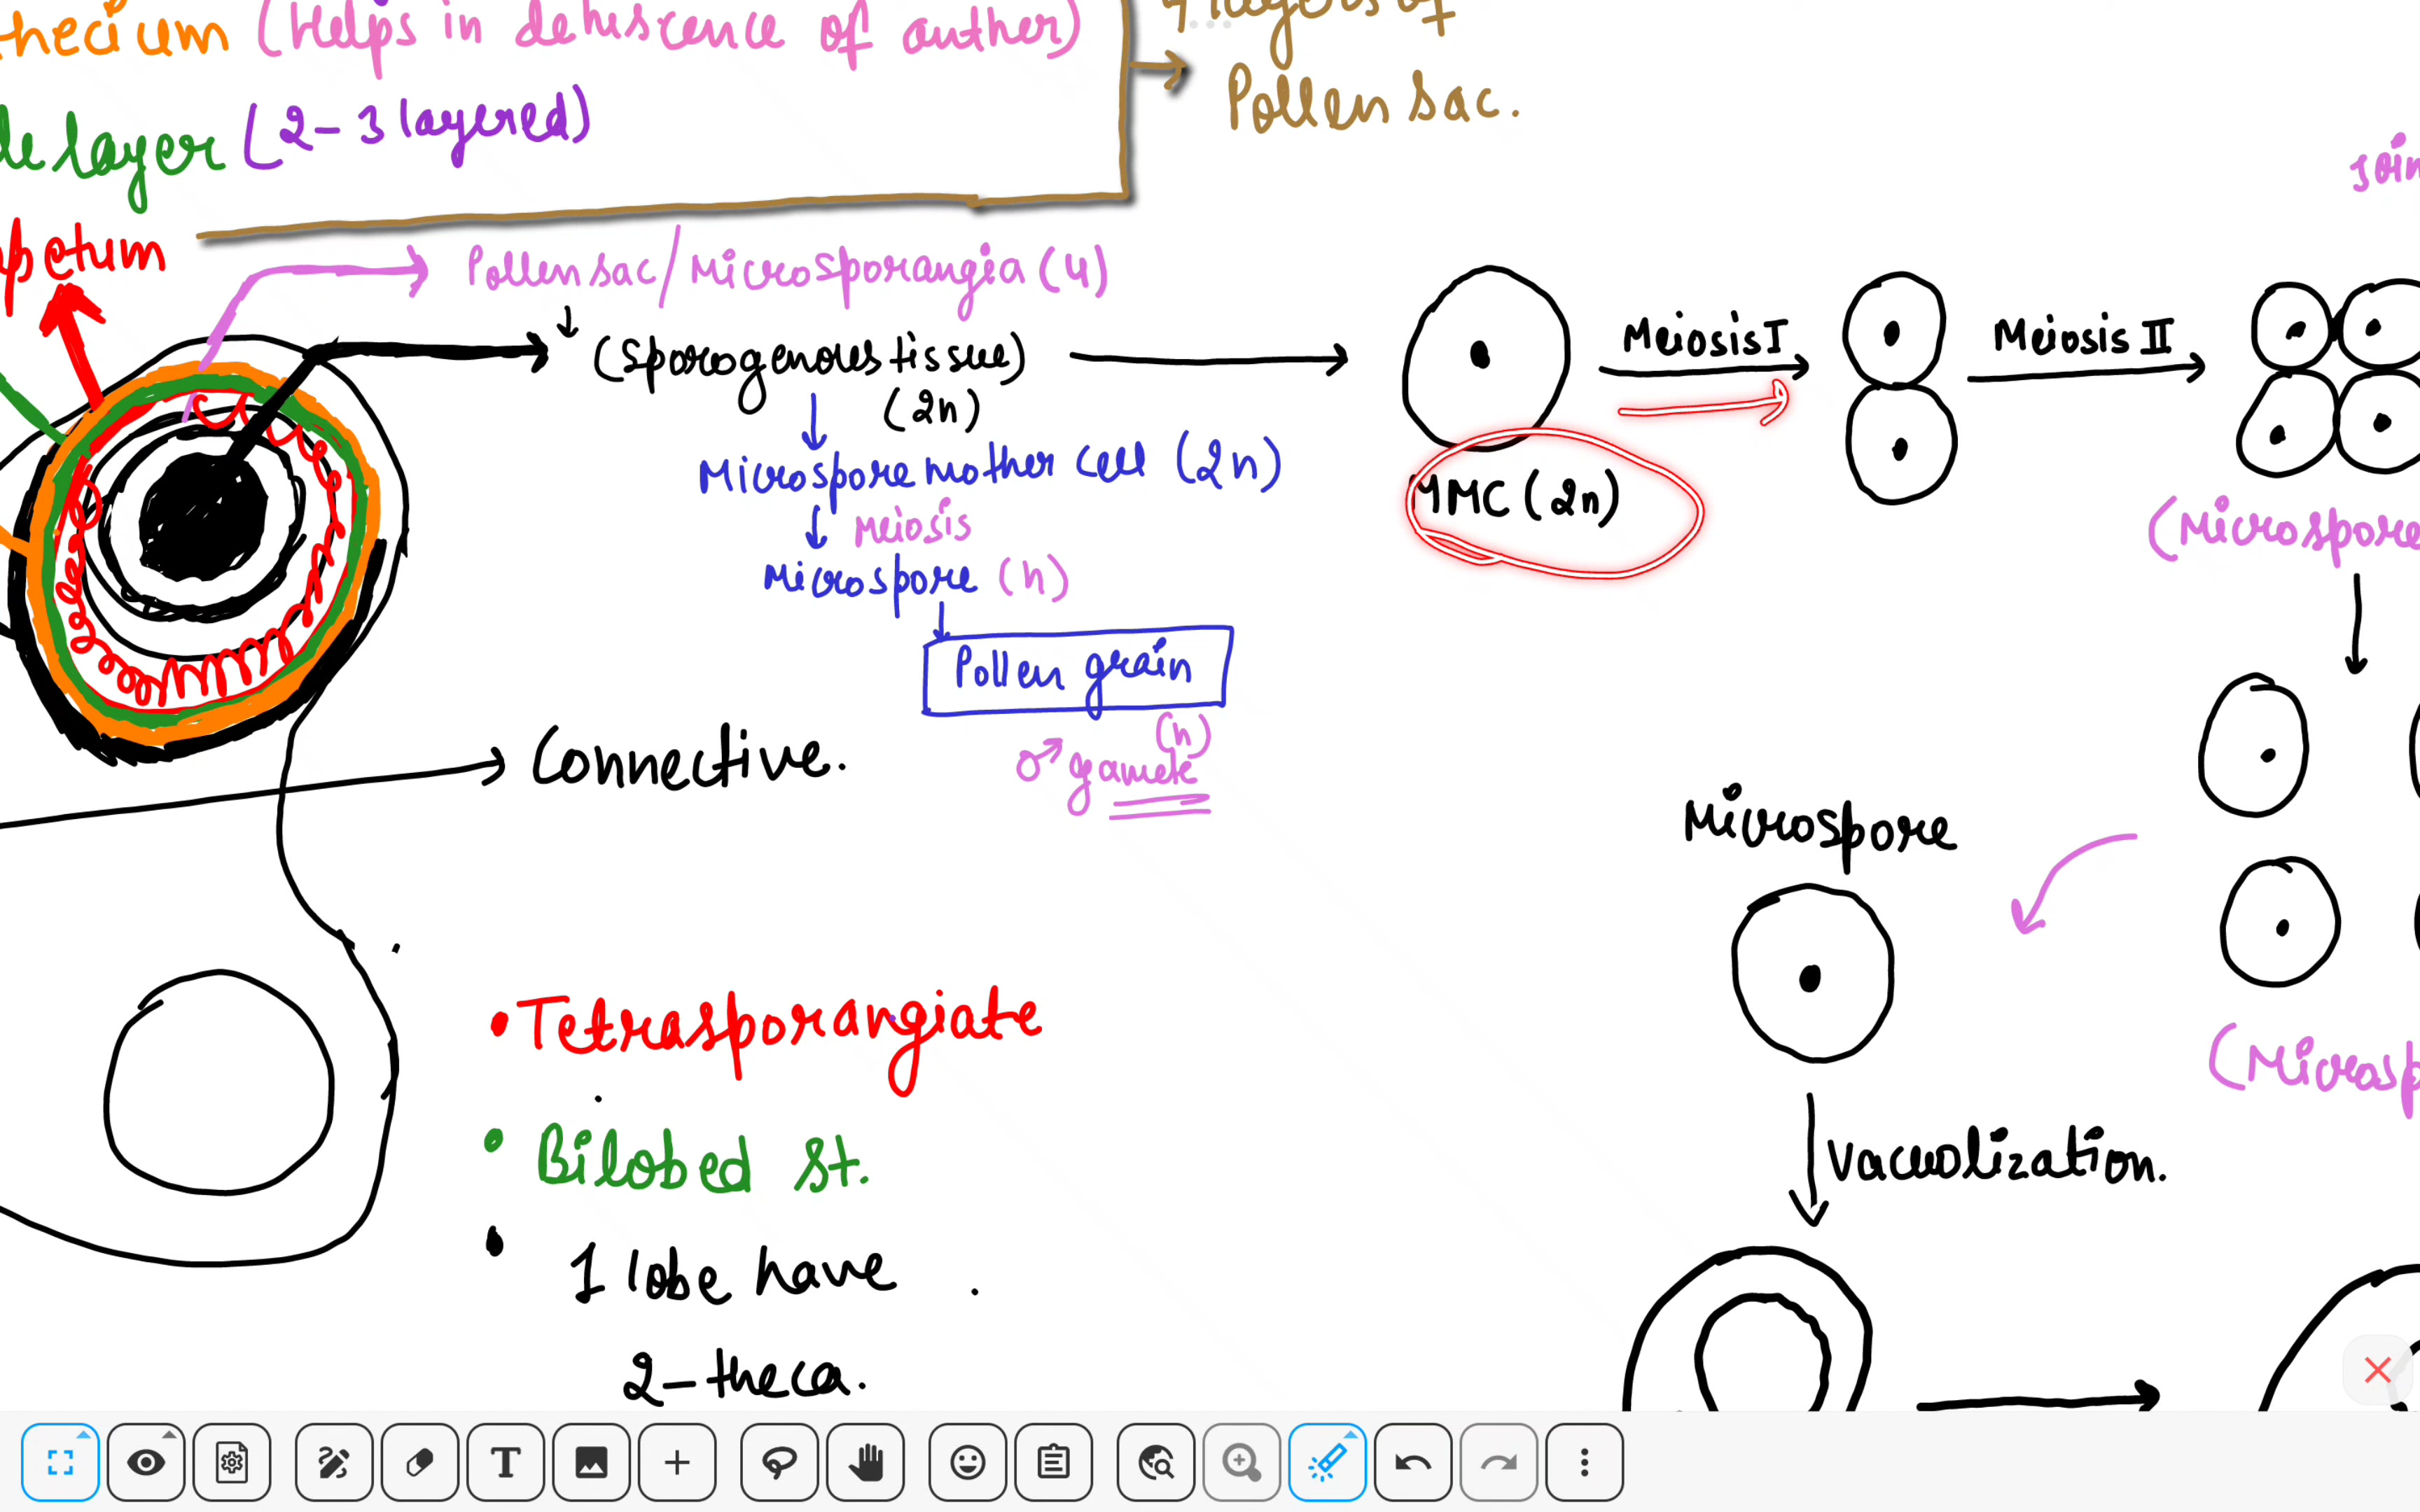 thecium (Helps in dehiscence of anther)
layers of
Pollen Sac.
le layer (2-3 layered)
petum
Join
Pollen sac/Microsporangia (4)
(Sporogenous tissue)
(2n)
Meiosis I
Meiosis II
Microspore mother cell (2n)
MMC (2n)
(Microspore
Meiosis
Microspore (n)
Pollen grain
(n)
♂ gamete
Connective.
Microspore
• Tetrasporangiate
(Microsp
• Bilobed st.
Vacuolization.
• 1 lobe have
2-theca.
T